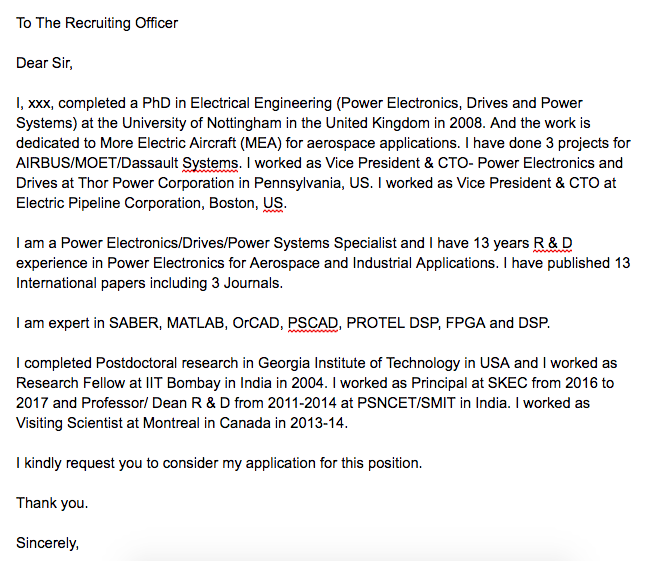 To The Recruiting Officer
Dear Sir,
I, xxx, completed a PhD in Electrical Engineering (Power Electronics, Drives and Power
Systems) at the University of Nottingham in the United Kingdom in 2008. And the work is
dedicated to More Electric Aircraft (MEA) for aerospace applications. I have done 3 projects for
AIRBUS/MOET/Dassault Systems. I worked as Vice President & CTO- Power Electronics and
Drives at Thor Power Corporation in Pennsylvania, US. I worked as Vice President & CTO at
Electric Pipeline Corporation, Boston, US.
I am a Power Electronics/Drives/Power Systems Specialist and I have 13 years R & D
experience in Power Electronics for Aerospace and Industrial Applications. I have published 13
International papers including 3 Journals.
I am expert in SABER, MATLAB, OrCAD, PSCAD, PROTEL DSP, FPGA and DSP.
I completed Postdoctoral research in Georgia Institute of Technology in USA and I worked as
Research Fellow at IIT Bombay in India in 2004. I worked as Principal at SKEC from 2016 to
2017 and Professor/ Dean R & D from 2011-2014 at PSNCET/SMIT in India. I worked as
Visiting Scientist at Montreal in Canada in 2013-14.
I kindly request you to consider my application for this position.
Thank you.
Sincerely,